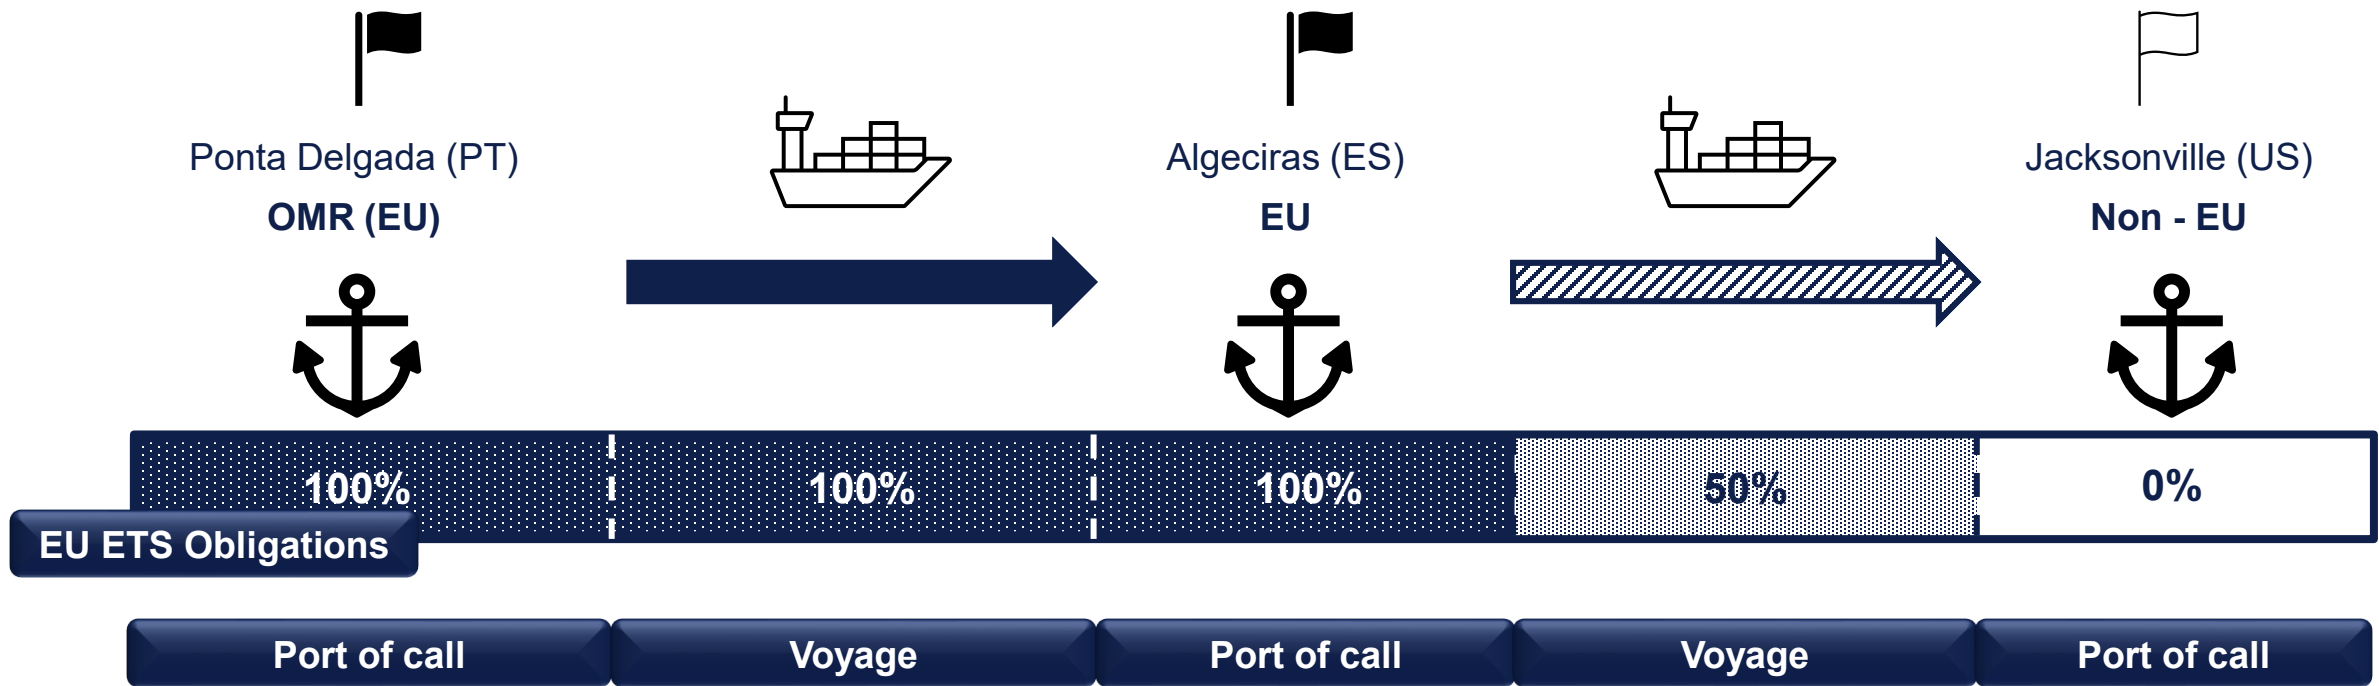 Ponta Delgada (PT)
OMR (EU)
Algeciras (ES)
EU
Jacksonville (US)
Non - EU
100%
100%
100%
50%
0%
EU ETS Obligations
Port of call
Voyage
Port of call
Voyage
Port of call